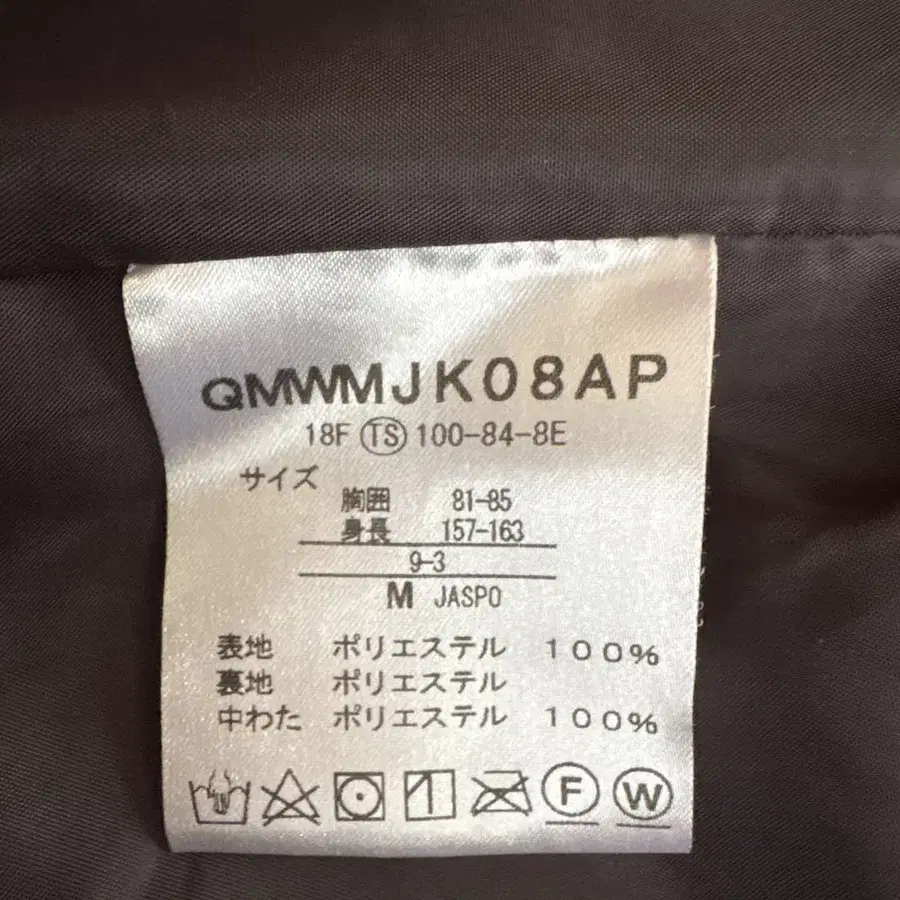 QMWMJK08AP
18F TS 100-84-8E
サイズ
胸囲 81-85
身長 157-163
9-3
M JASPO
表地 ポリエステル 100%
裏地 ポリエステル
中わた ポリエステル 100%
F W